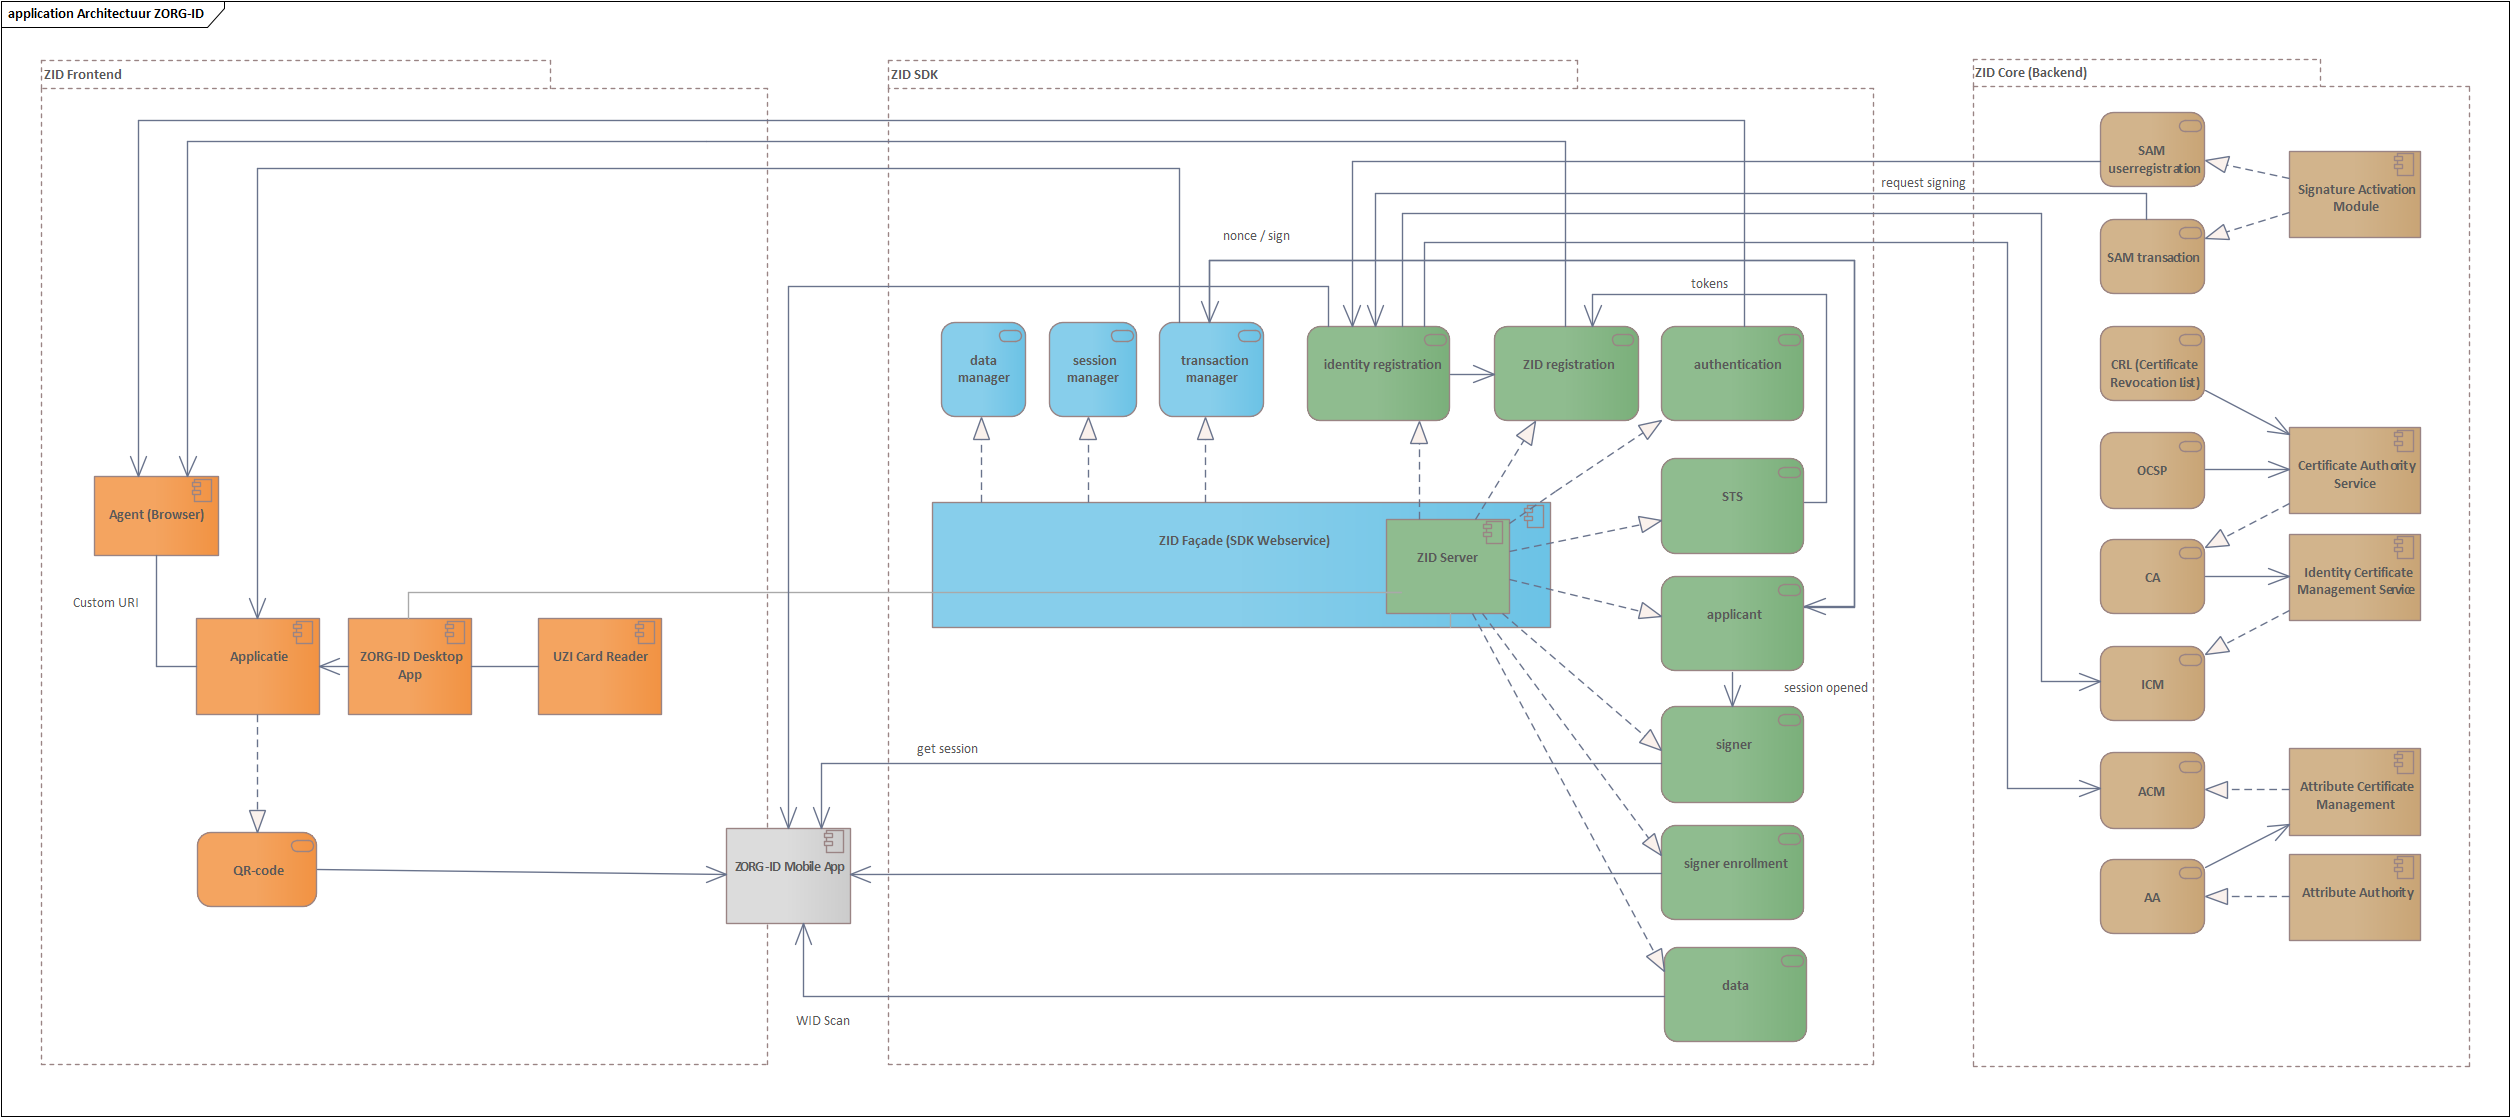 application Architectuur ZORG-ID
ZID Frontend
ZID SDK
ZID Core (Backend)
SAM
userregistration
Signature Activation
Module
request signing
nonce / sign
SAM transaction
tokens
data
manager
session
manager
transaction
manager
identity registration
ZID registration
authentication
CRL (Certificate
Revocation List)
Certificate Authority
Service
OCSP
STS
Agent (Browser)
ZID Façade (SDK Webservice)
ZID Server
CA
Identity Certificate
Management Service
Custom URI
applicant
Applicatie
ZORG-ID Desktop
App
UZI Card Reader
session opened
ICM
get session
signer
ACM
Attribute Certificate
Management
QR-code
ZORG-ID Mobile App
signer enrollment
AA
Attribute Authority
data
WID Scan